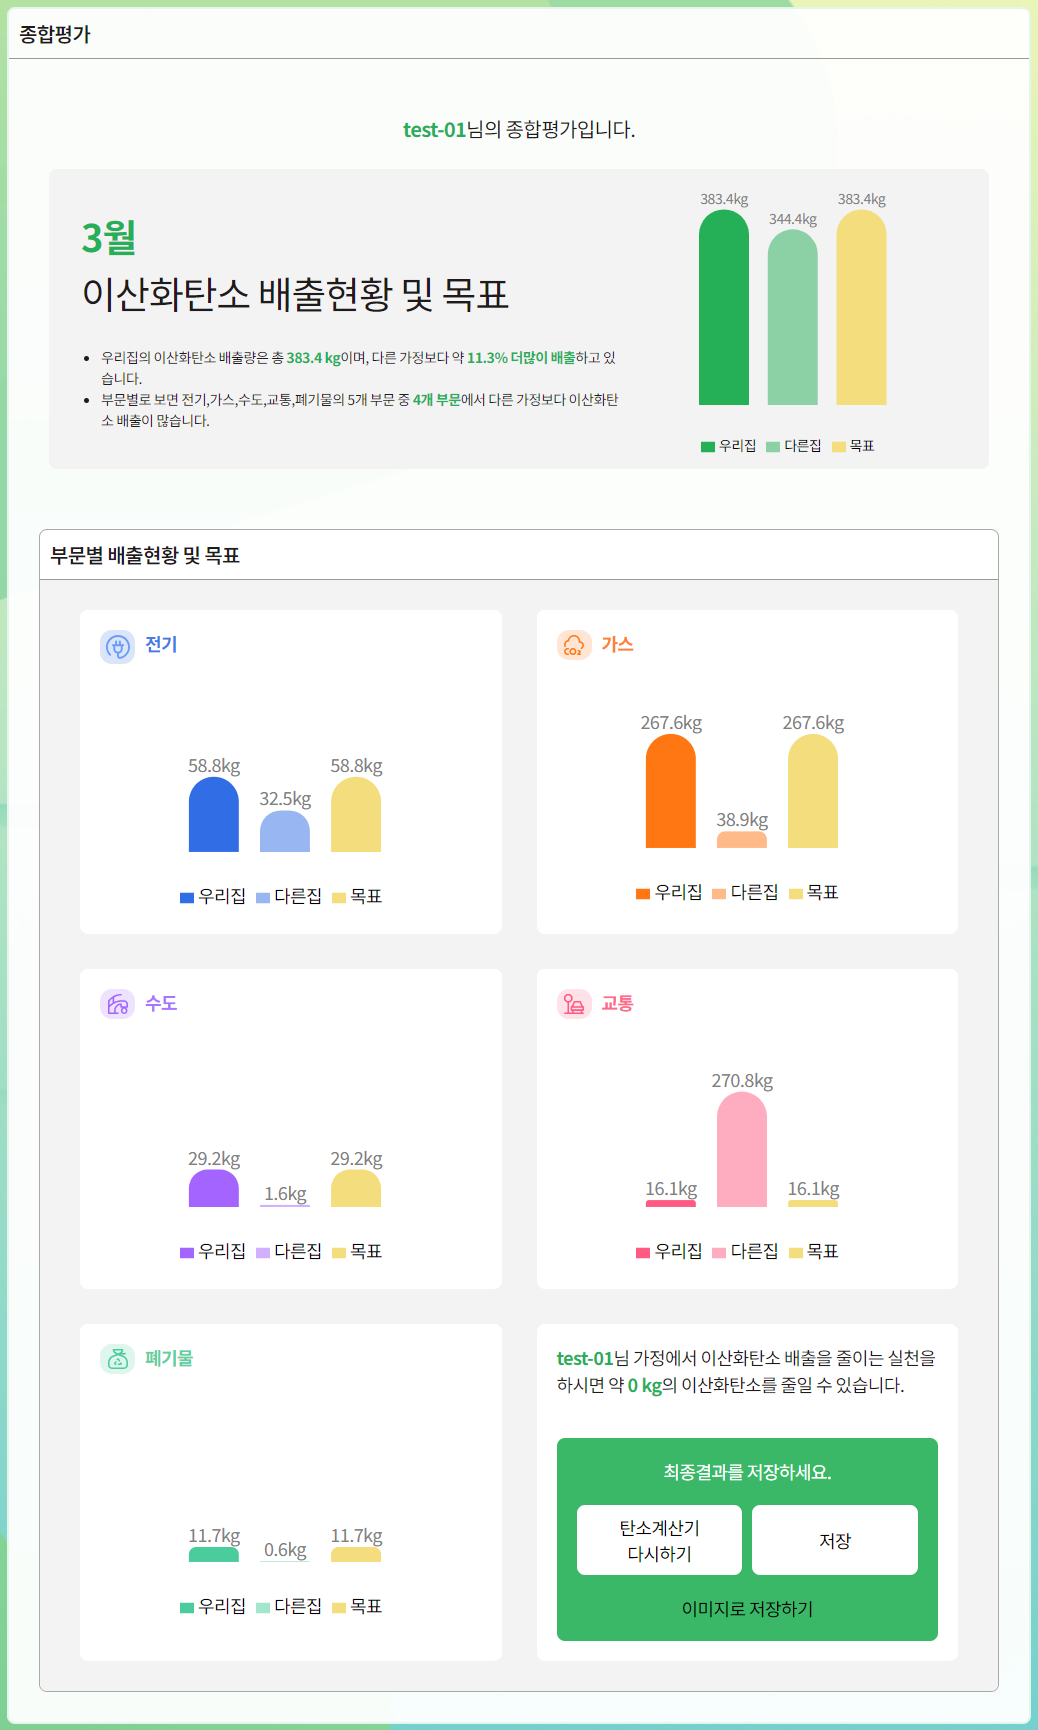 종합평가
test-01님의 종합평가입니다.
3월
이산화탄소 배출현황 및 목표
우리집의 이산화탄소 배출량은 총 383.4 kg이며, 다른 가정보다 약 11.3% 더많이 배출하고 있
습니다.
부문별로 보면 전기,가스,수도,교통,폐기물의 5개 부문 중 4개 부문에서 다른 가정보다 이산화탄
소 배출이 많습니다.
383.4kg
344.4kg
383.4kg
우리집 다른집 목표
부문별 배출현황 및 목표
전기
58.8kg
32.5kg
58.8kg
우리집 다른집 목표
가스
CO2
267.6kg
38.9kg
267.6kg
우리집 다른집 목표
수도
29.2kg
1.6kg
29.2kg
우리집 다른집 목표
교통
16.1kg
270.8kg
16.1kg
우리집 다른집 목표
폐기물
11.7kg
0.6kg
11.7kg
우리집 다른집 목표
test-01님 가정에서 이산화탄소 배출을 줄이는 실천을
하시면 약 0 kg의 이산화탄소를 줄일 수 있습니다.
최종결과를 저장하세요.
탄소계산기
다시하기
저장
이미지로 저장하기